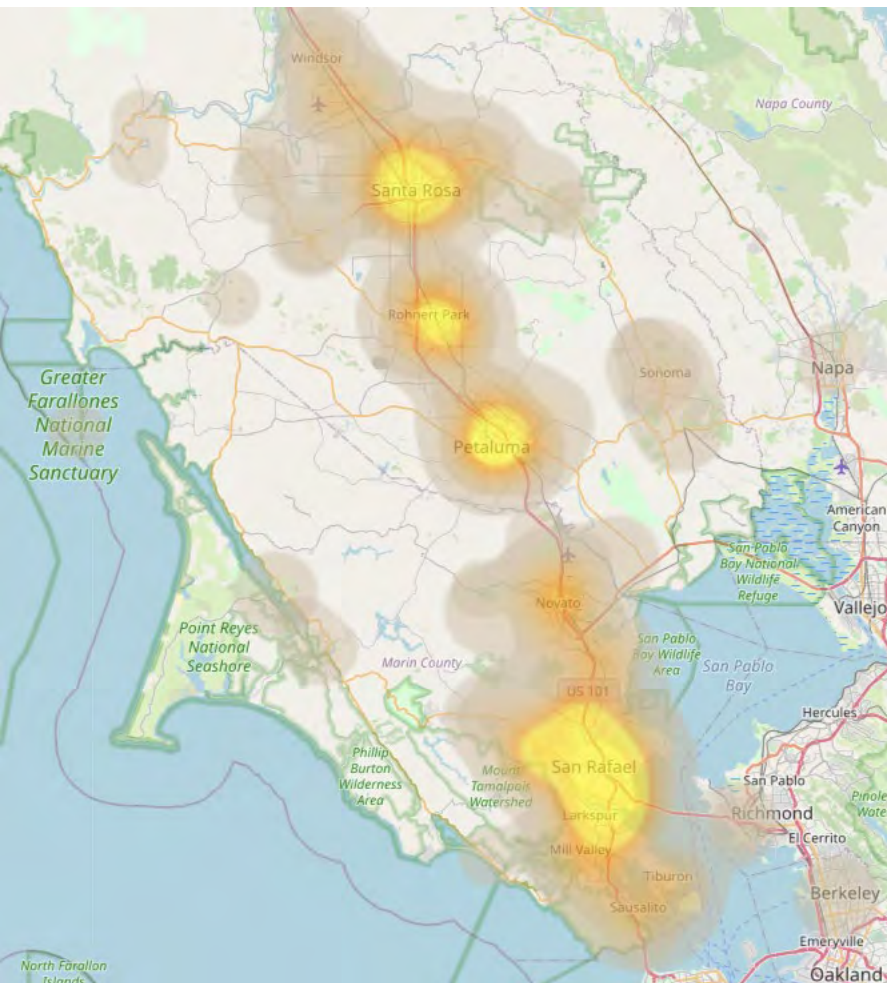 Windsor
Napa County
Santa Rosa
Rohnert Park
Sonoma
Napa
Greater
Farallones
National
Marine
Sanctuary
Petaluma
American
Canyon
San Pablo
Bay National
Wildlife
Refuge
Novato
Vallejo
Point Reyes
National
Seashore
Marin County
San Pablo
Bay Wildlife
Area
San Pablo
Bay
US 101
Hercules
Phillip
Burton
Wilderness
Area
Mount
Tamalpais
Watershed
San Rafael
San Pablo
Pinole
Wate
Richmond
Larkspur
El Cerrito
Mill Valley
Tiburon
Berkeley
Sausalito
Emeryville
North Farallon
Islands
Oakland